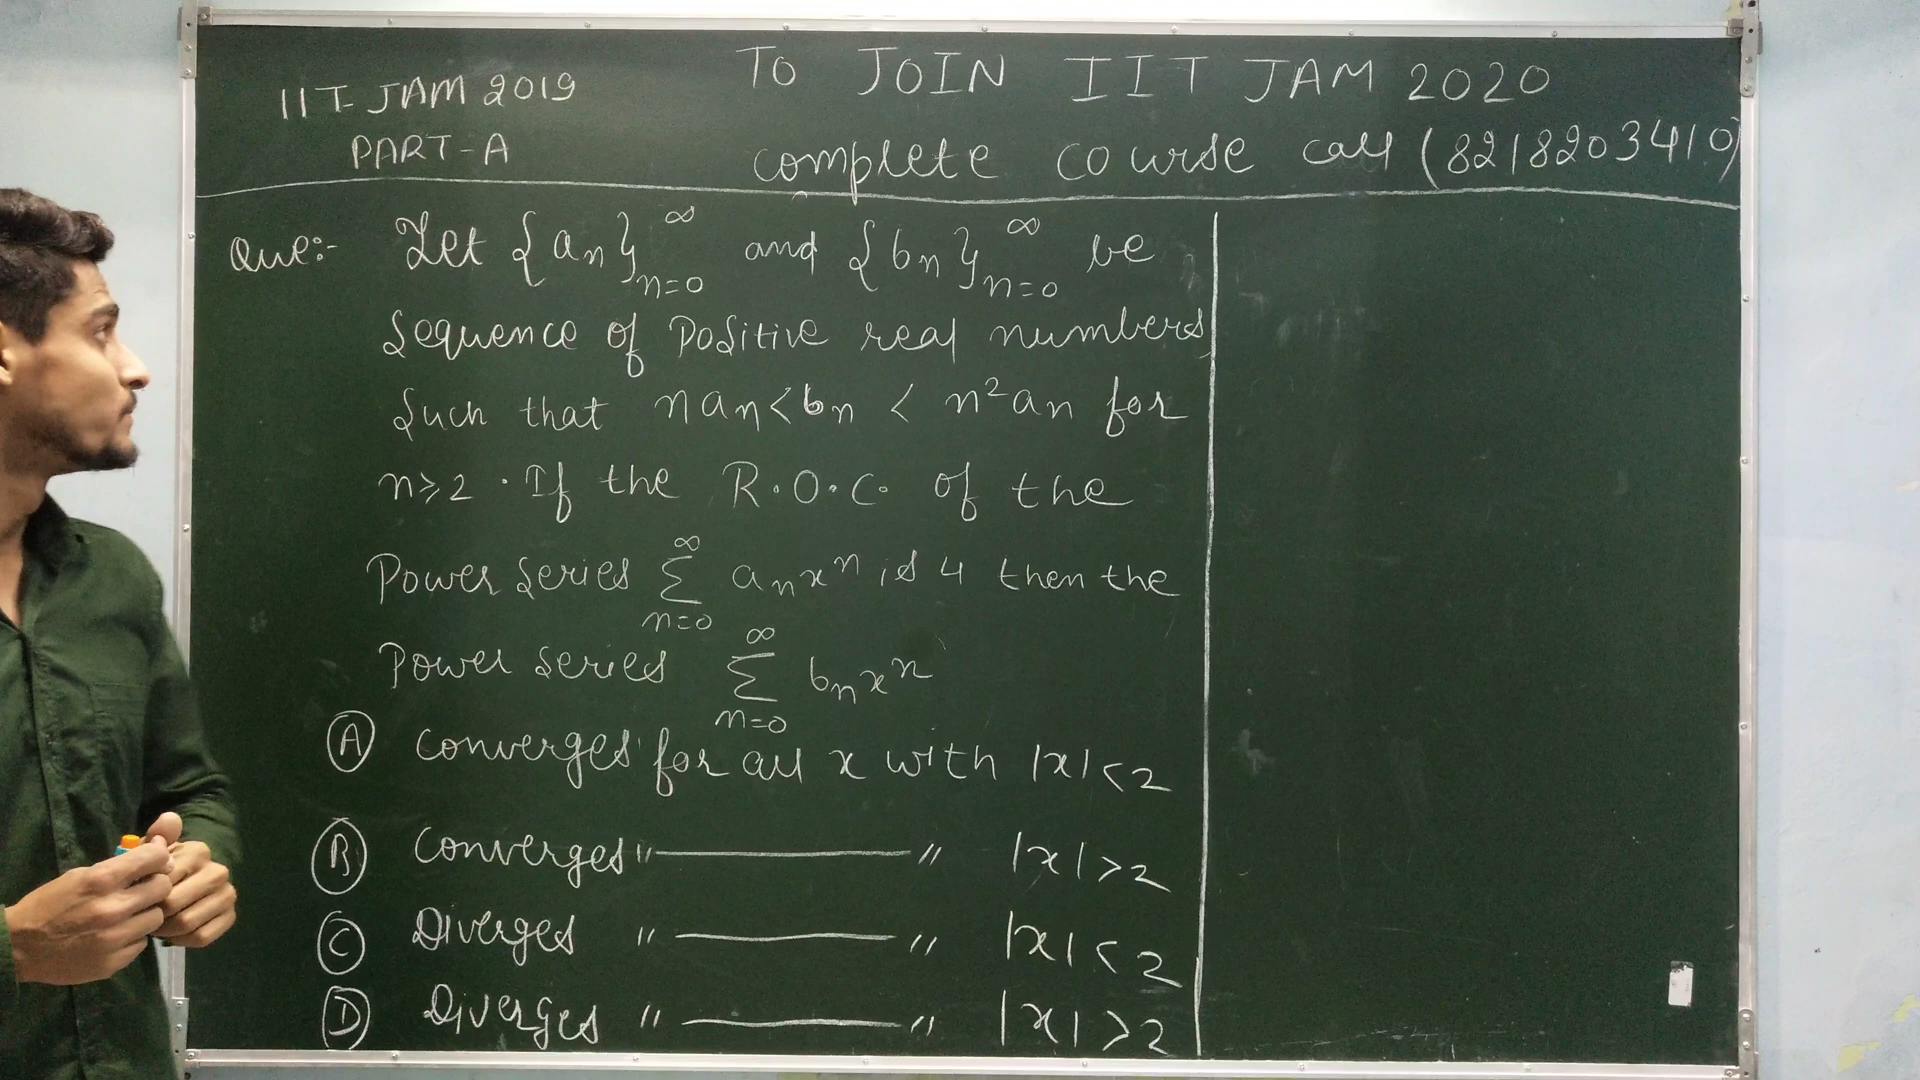 IIT-JAM 2019
PART-A
TO JOIN IIT JAM 2020
complete course call (8218203410)
Que:- Let {an}∞n=0 and {bn}∞n=0 be
Sequence of Positive real numbers
Such that nan<bn < n²an for
n≥2. If the R.O.C. of the
Power Series ∞Σn=0 anxⁿ is 4 then the
Power Series ∞Σn=0 bnxⁿ
(A) Converges for all x with |x|<2
(B) Converges " ——— " |x|>2
(C) Diverges " ——— " |x|<2
(D) Diverges " ——— " |x|>2